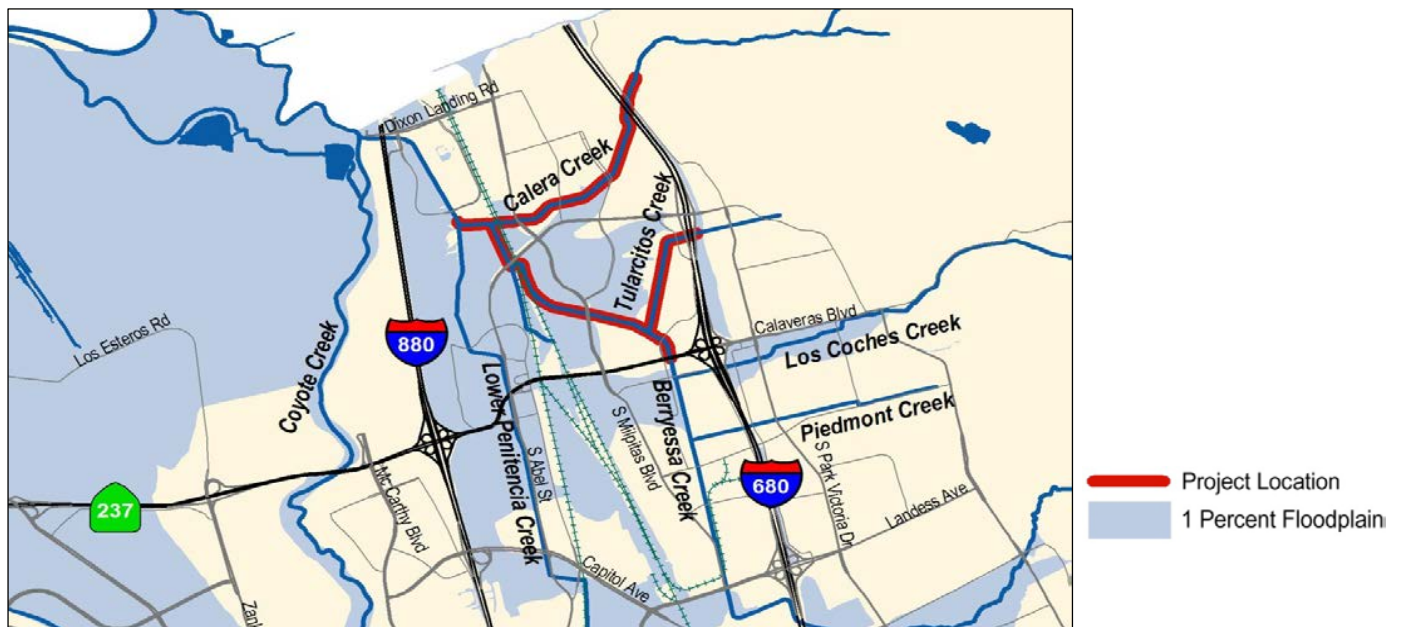 Dixon Landing Rd
Calera Creek
Tularcitos Creek
Los Esteros Rd
Coyote Creek
880
Calaveras Blvd
Los Coches Creek
Lower Penitencia Creek
Berryessa Creek
Piedmont Creek
S Milpitas Blvd
S Abel St
S Park Victoria Dr
McCarthy Blvd
680
Landess Ave
237
Capitol Ave
Project Location
1 Percent Floodplain